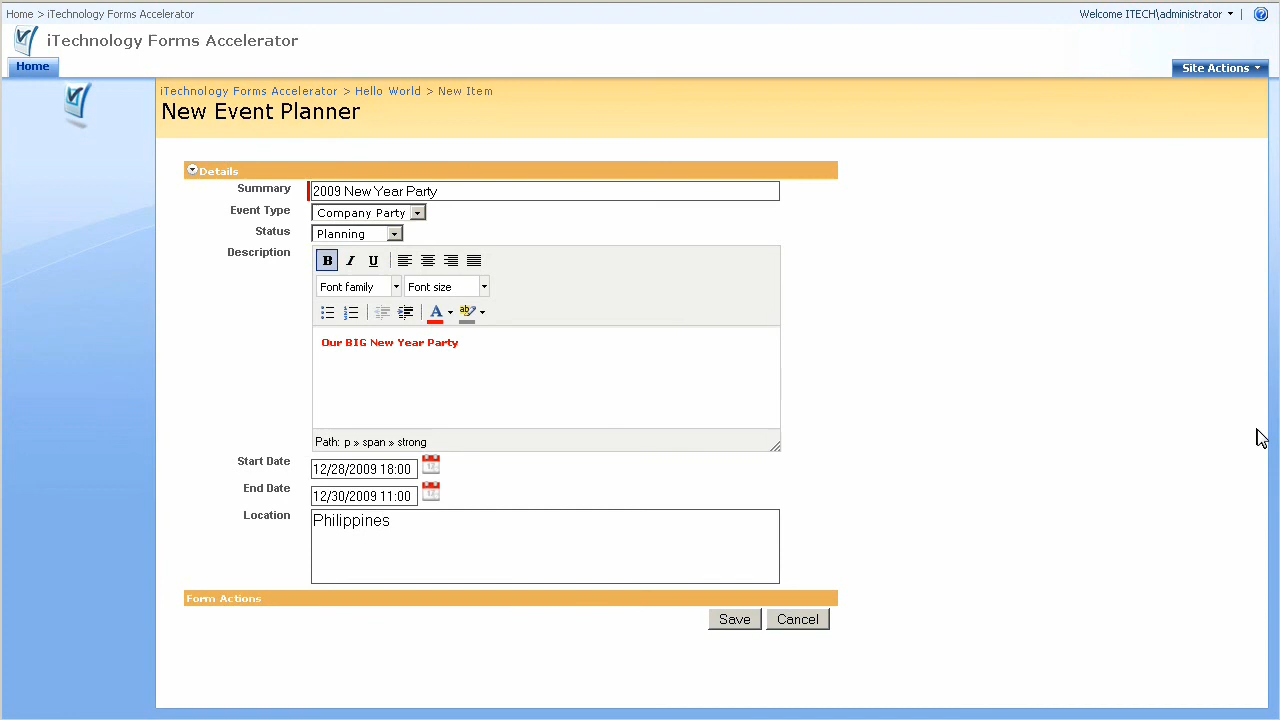 Home > iTechnology Forms Accelerator
Welcome ITECH\administrator
iTechnology Forms Accelerator
Home
Site Actions
iTechnology Forms Accelerator > Hello World > New Item
New Event Planner
Details
Summary
2009 New Year Party
Event Type
Company Party
Status
Planning
Description
B I U
Font family Font size
A ab
Our BIG New Year Party
Path: p » span » strong
Start Date
12/28/2009 18:00
End Date
12/30/2009 11:00
Location
Philippines
Form Actions
Save Cancel